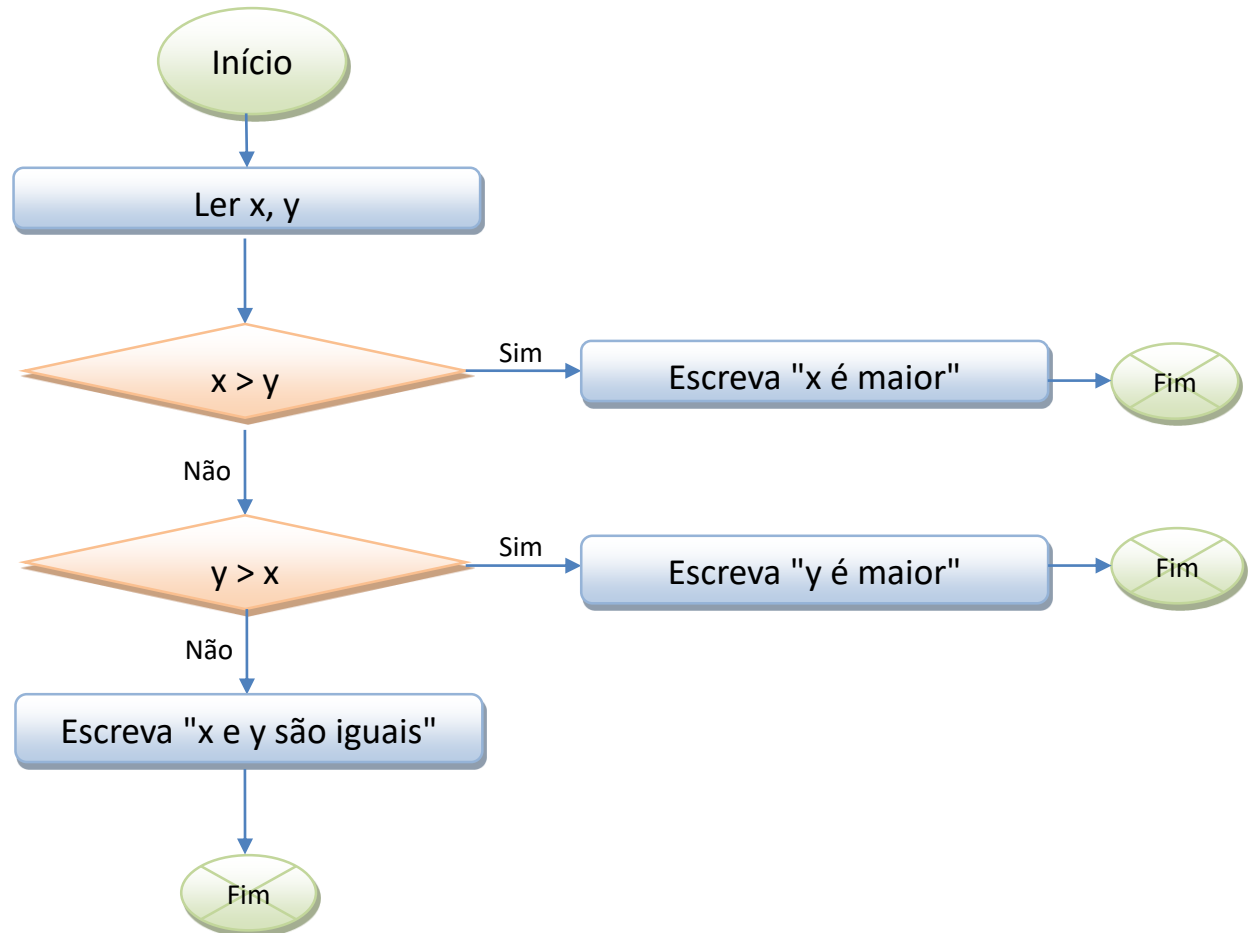 Início
Ler x, y
x > y
Sim
Escreva "x é maior"
Fim
Não
y > x
Sim
Escreva "y é maior"
Fim
Não
Escreva "x e y são iguais"
Fim